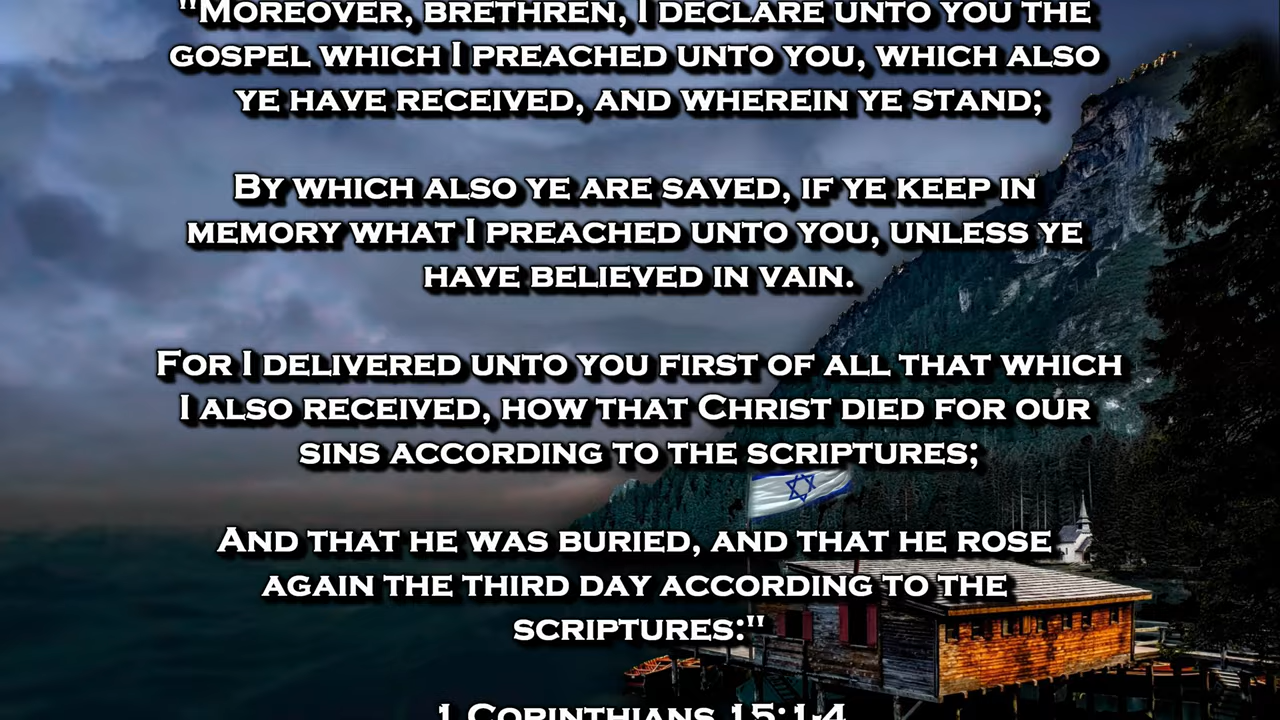 "Moreover, brethren, I declare unto you the
gospel which I preached unto you, which also
ye have received, and wherein ye stand;
By which also ye are saved, if ye keep in
memory what I preached unto you, unless ye
have believed in vain.
For I delivered unto you first of all that which
I also received, how that Christ died for our
sins according to the scriptures;
And that he was buried, and that he rose
again the third day according to the
scriptures:"
1 Corinthians 15:1-4